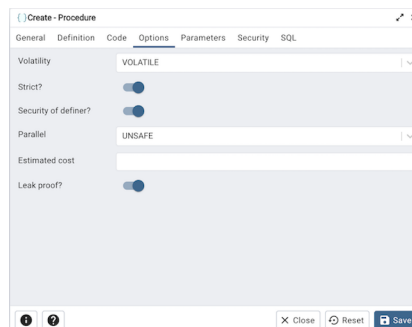 { } Create - Procedure
General Definition Code Options Parameters Security SQL
Volatility VOLATILE
Strict?
Security of definer?
Parallel UNSAFE
Estimated cost
Leak proof?
Close Reset Save